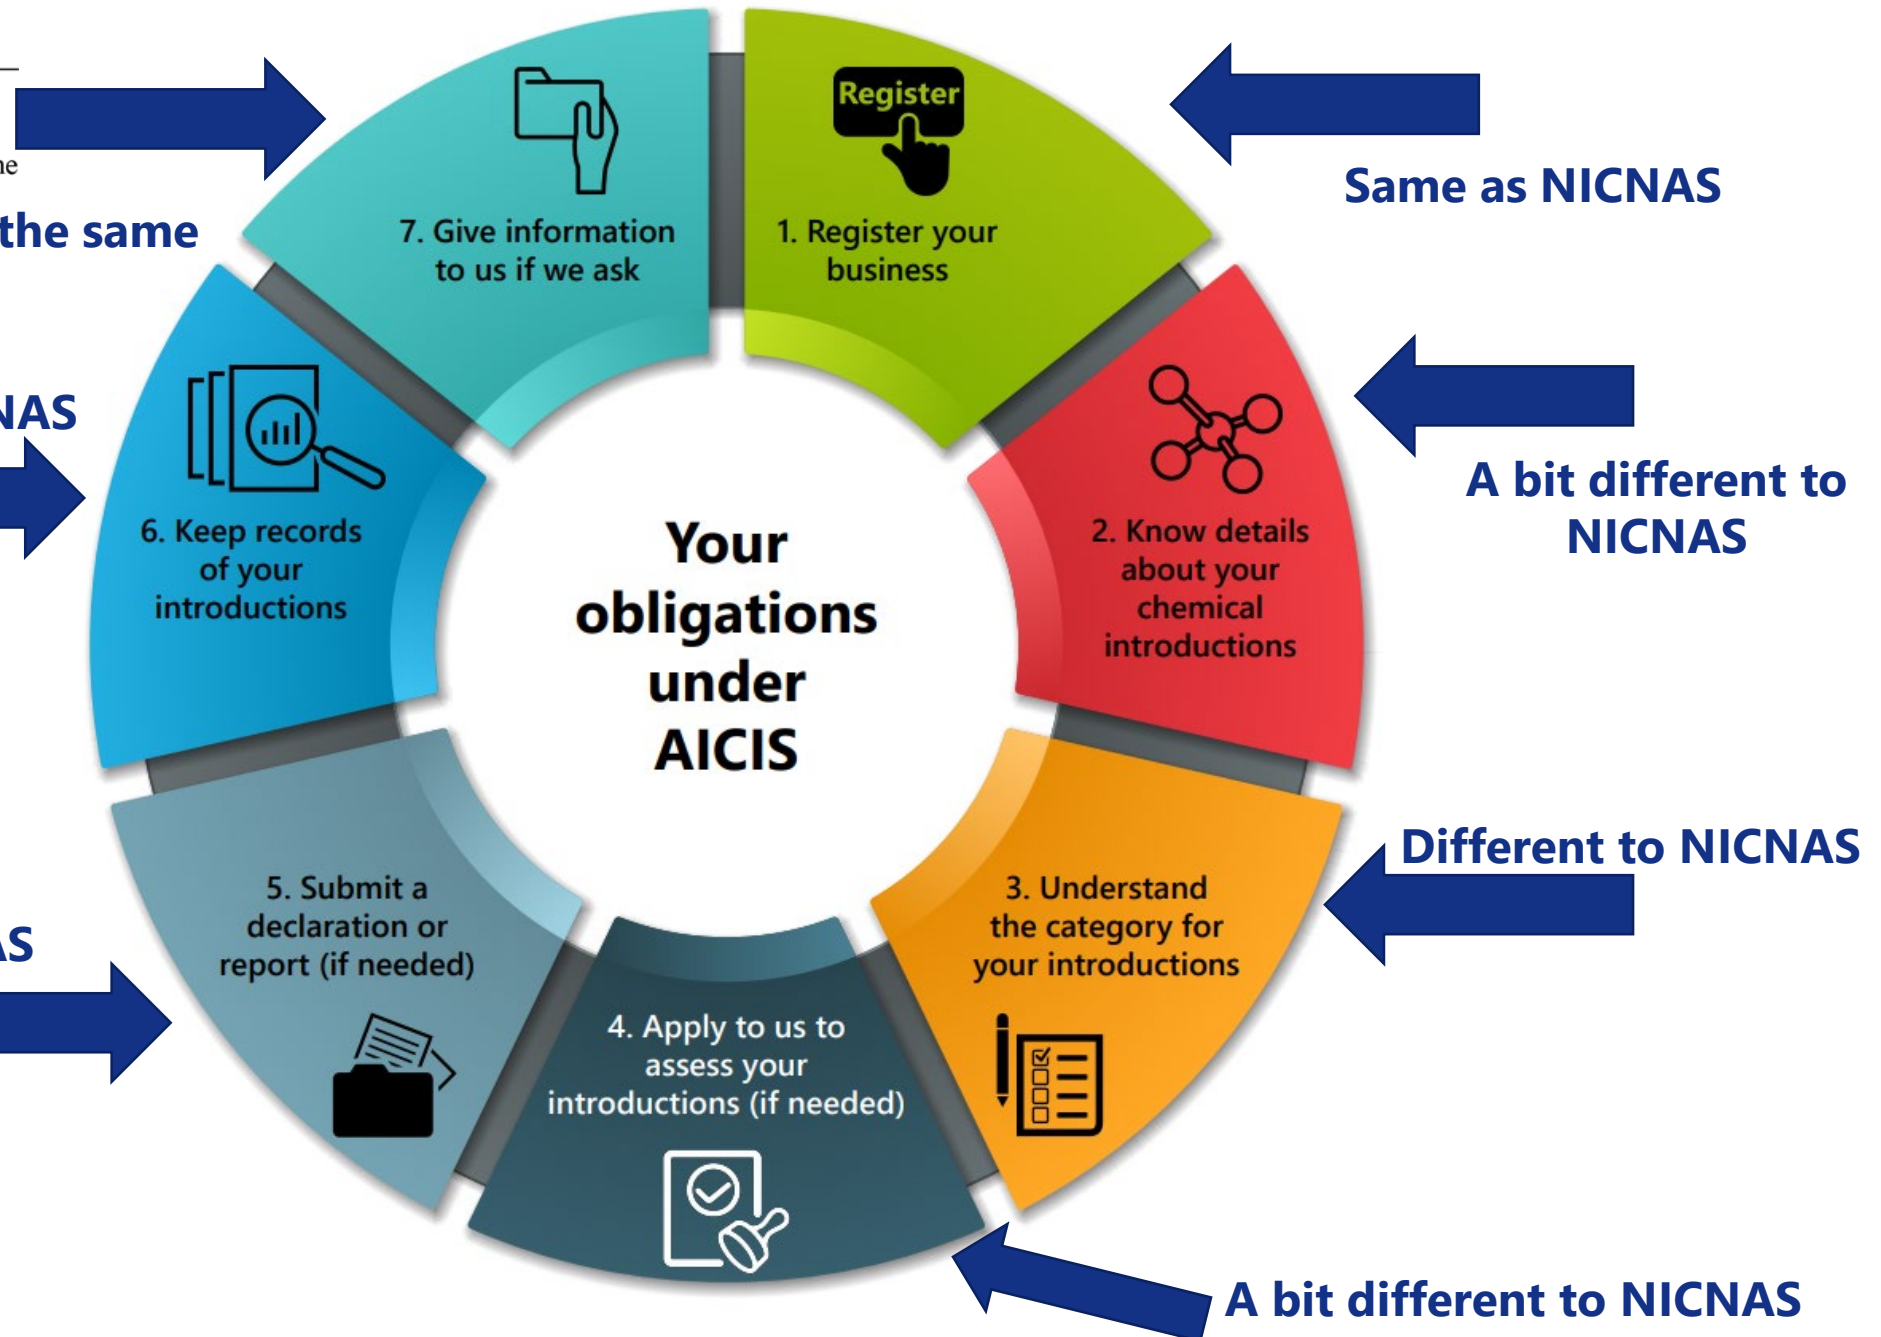 Your
obligations
under
AICIS
Register
1. Register your
business
Same as NICNAS
2. Know details
about your
chemical
introductions
A bit different to
NICNAS
3. Understand
the category for
your introductions
Different to NICNAS
4. Apply to us to
assess your
introductions (if needed)
A bit different to NICNAS
5. Submit a
declaration or
report (if needed)
6. Keep records
of your
introductions
7. Give information
to us if we ask
the same